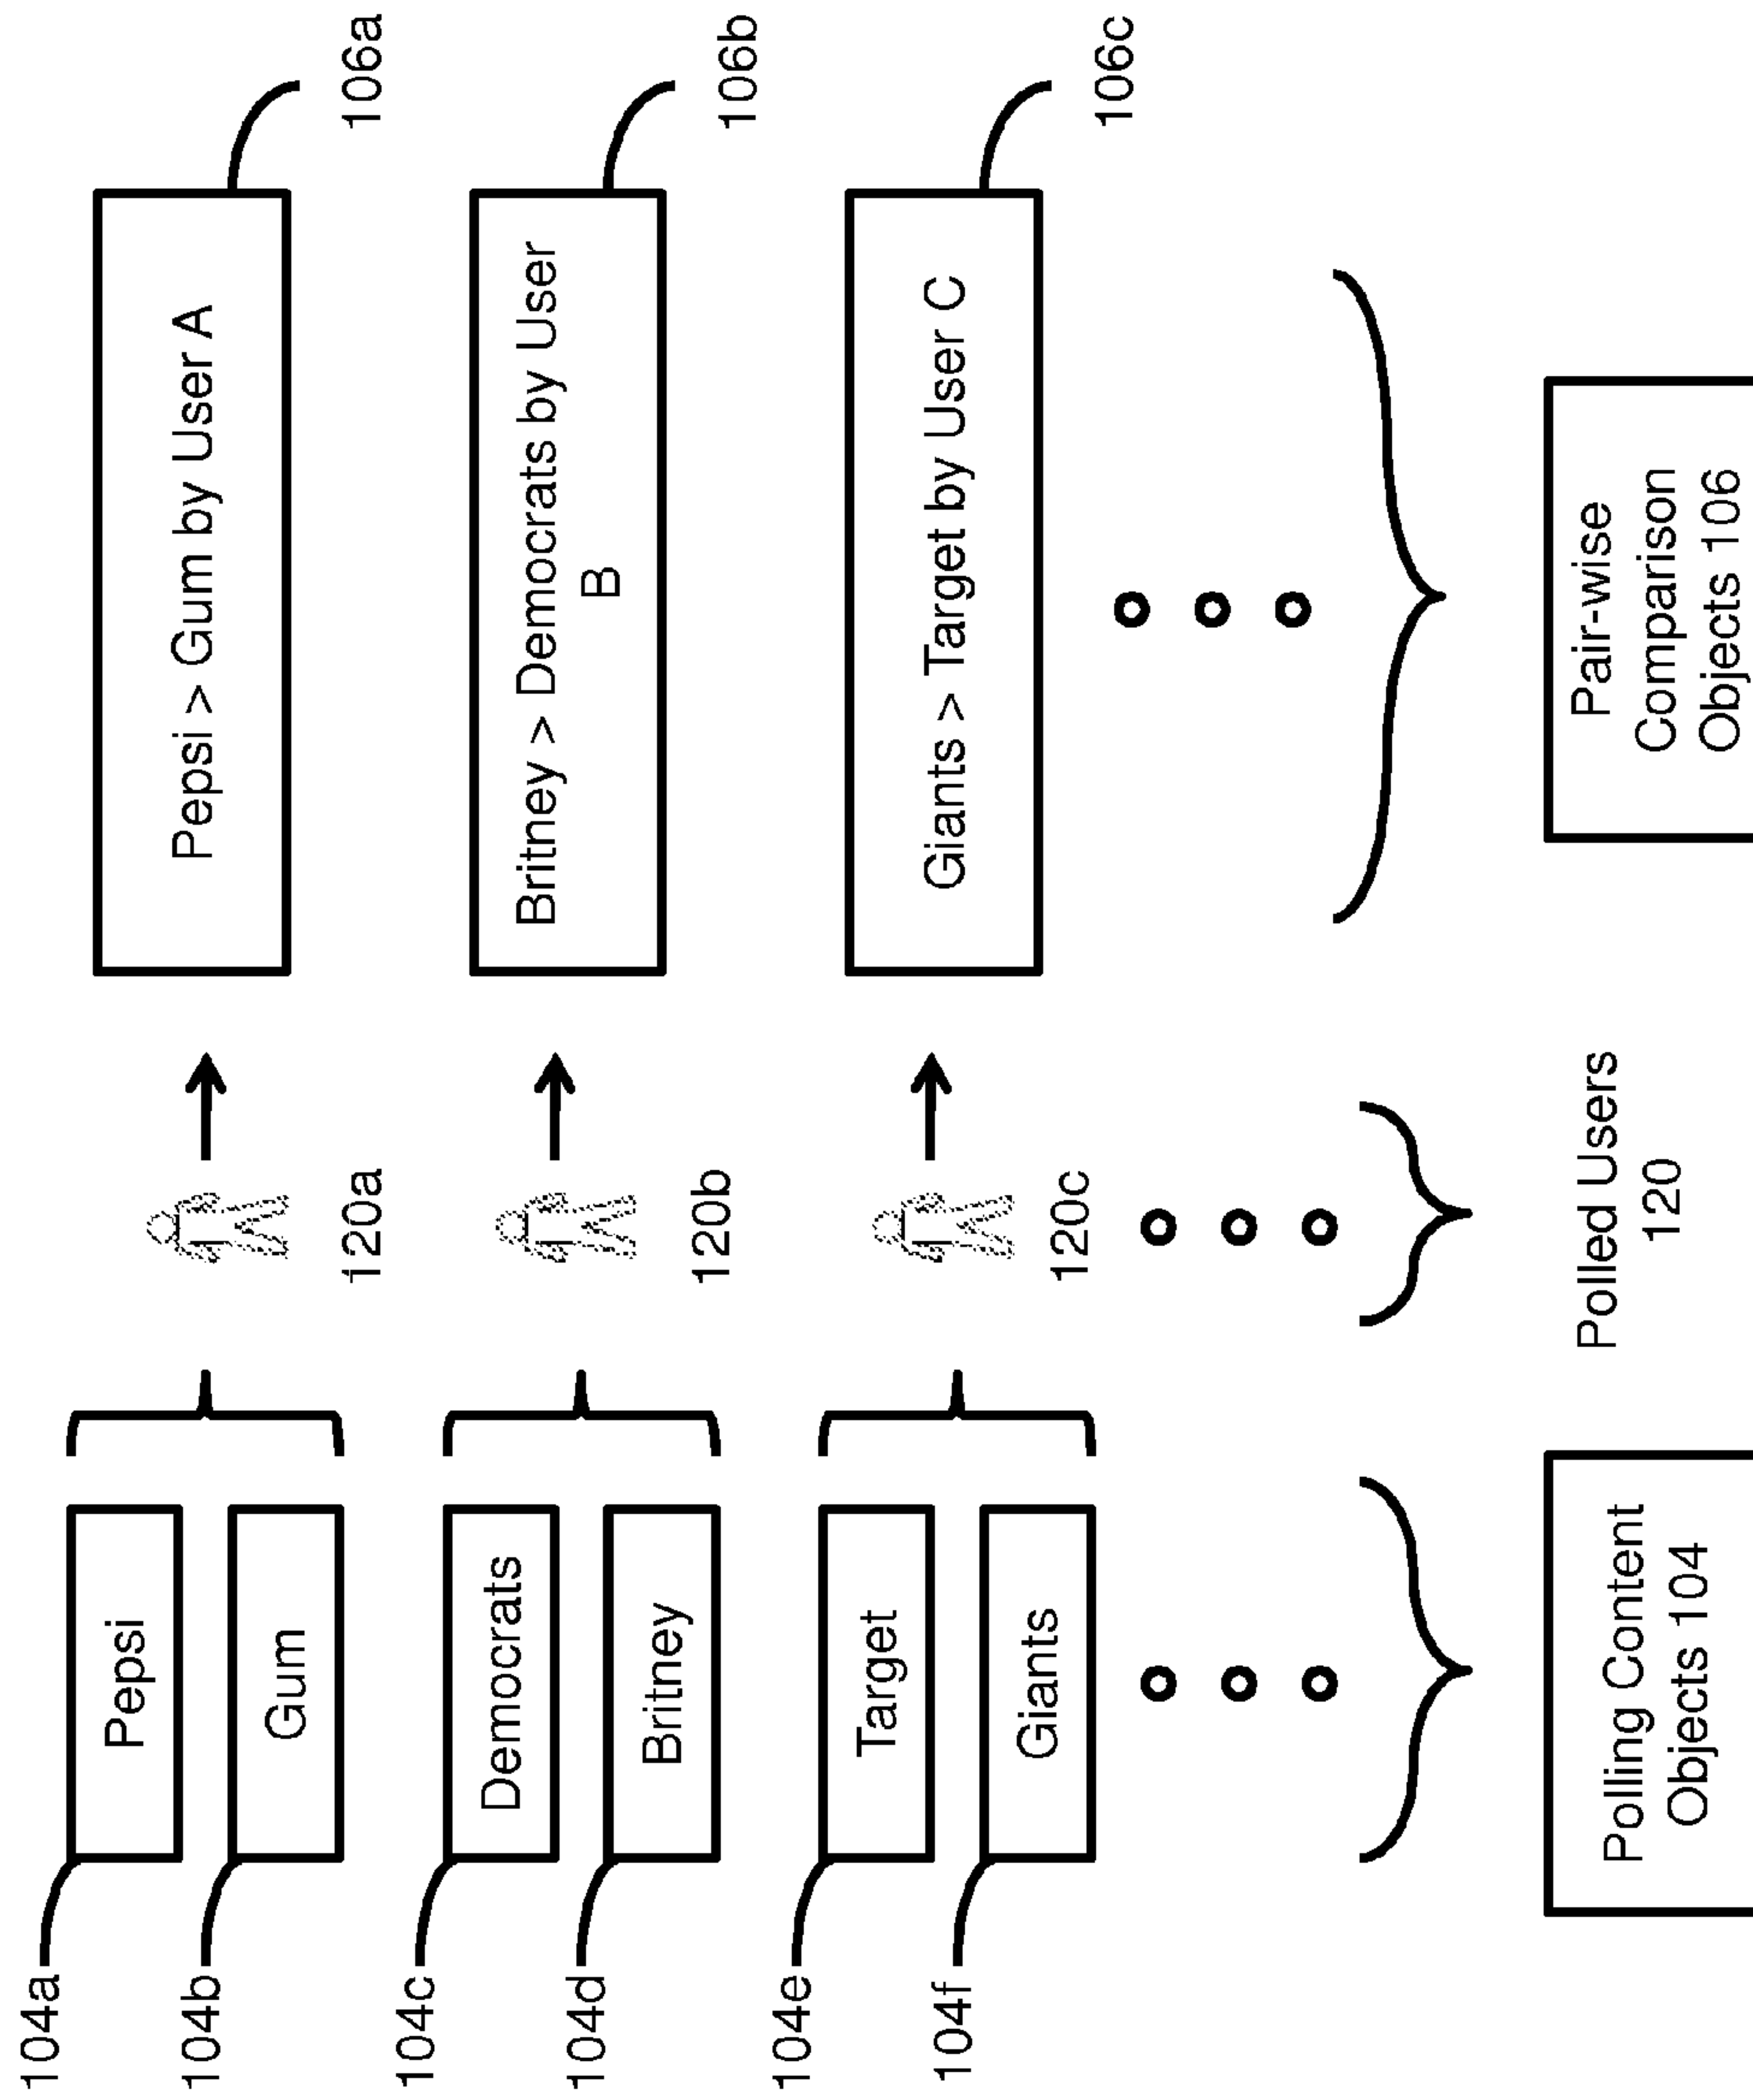 104a
Pepsi
104b
Gum
120a
Pepsi > Gum by User A
106a
104c
Democrats
104d
Britney
120b
Britney > Democrats by User
B
106b
104e
Target
104f
Giants
120c
Giants > Target by User C
106c
Polling Content
Objects 104
Polled Users
120
Pair-wise
Comparison
Objects 106